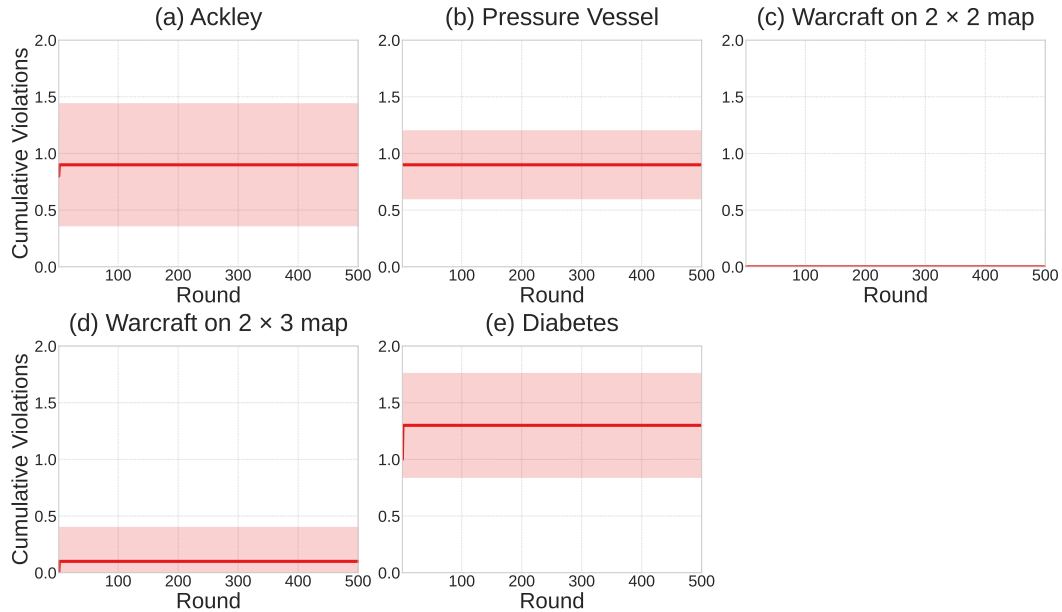 (a) Ackley
(b) Pressure Vessel
(c) Warcraft on 2 × 2 map
Cumulative Violations
2.0
1.5
1.0
0.5
0.0
100 200 300 400 500
Round
2.0
1.5
1.0
0.5
0.0
100 200 300 400 500
Round
2.0
1.5
1.0
0.5
0.0
100 200 300 400 500
Round
(d) Warcraft on 2 × 3 map
(e) Diabetes
Cumulative Violations
2.0
1.5
1.0
0.5
0.0
100 200 300 400 500
Round
2.0
1.5
1.0
0.5
0.0
100 200 300 400 500
Round